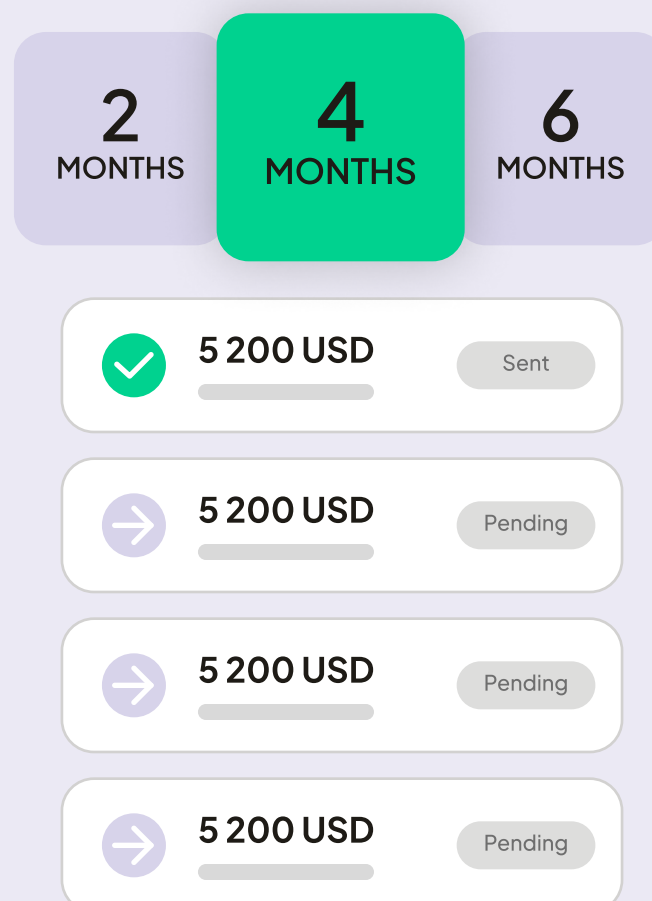 2
MONTHS
4
MONTHS
6
MONTHS
5 200 USD
Sent
5 200 USD
Pending
5 200 USD
Pending
5 200 USD
Pending